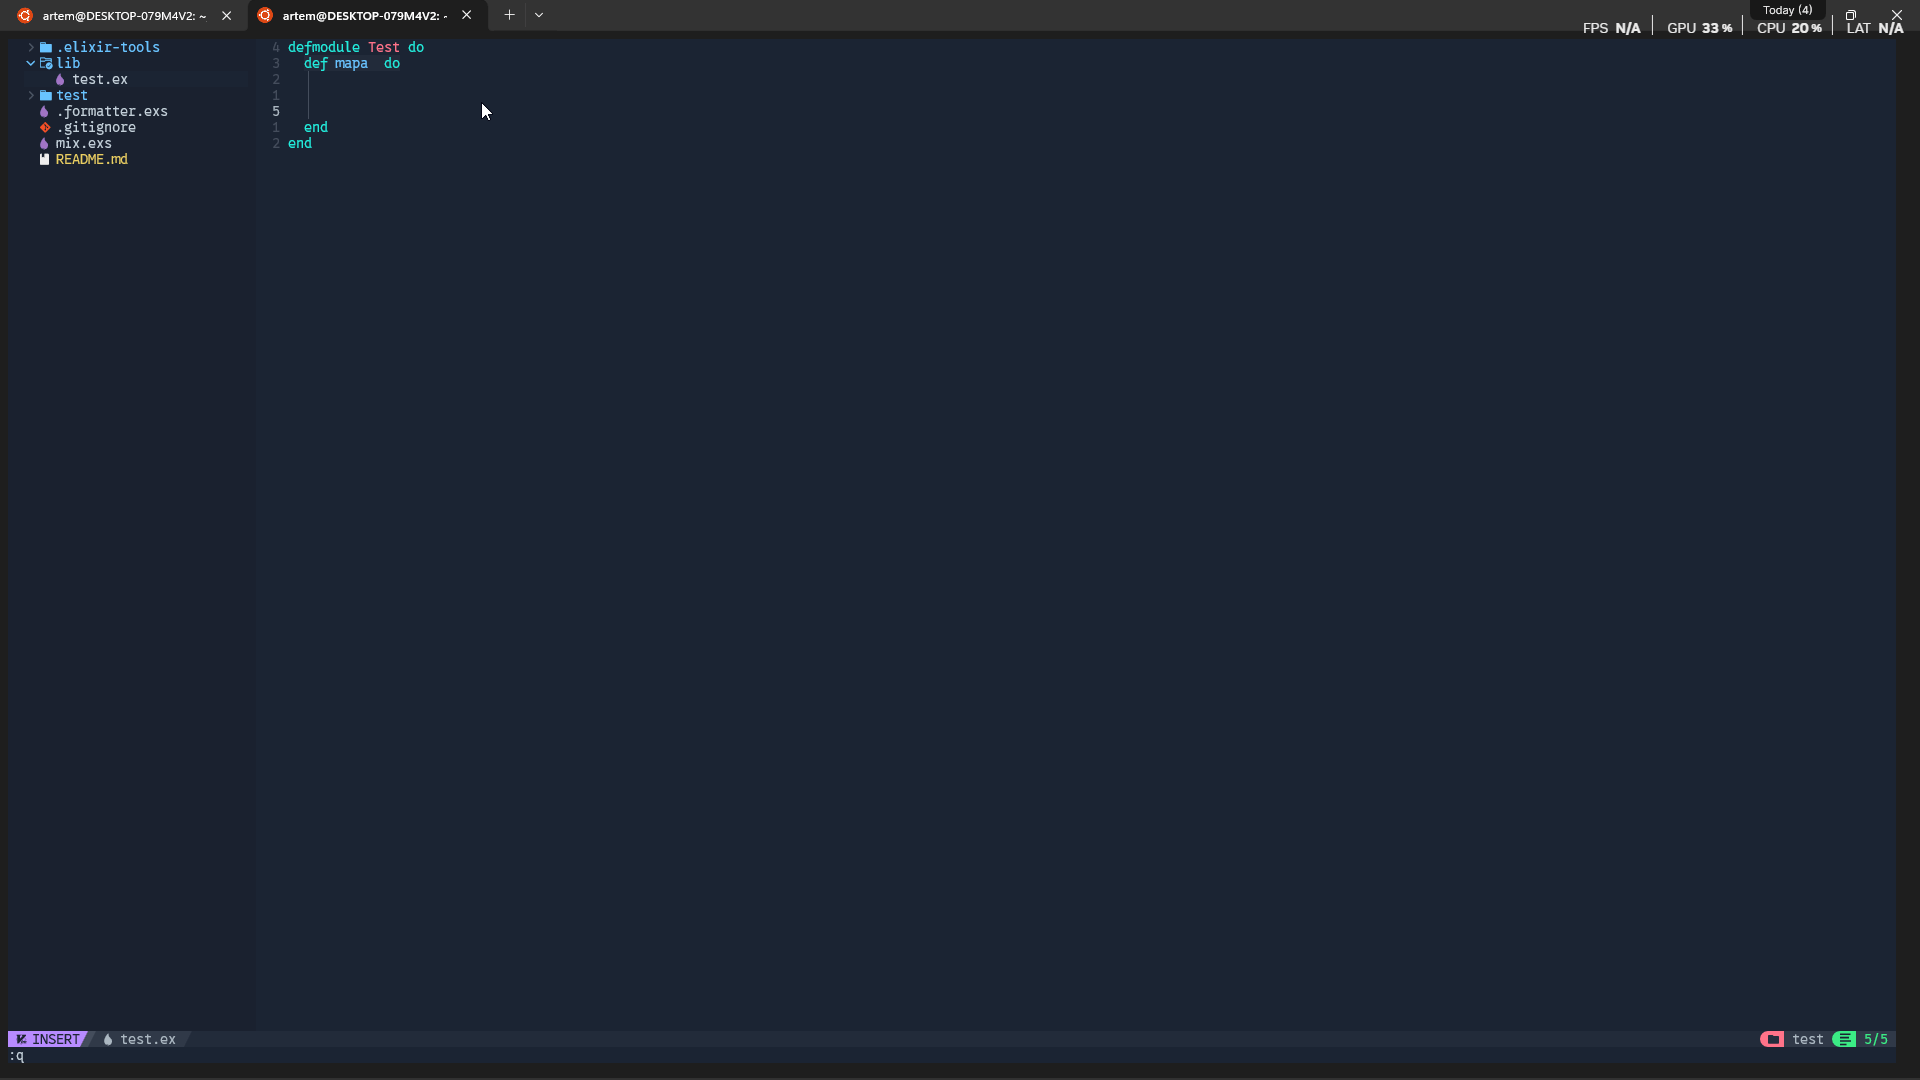 artem@DESKTOP-079M4V2: ~
artem@DESKTOP-079M4V2: -
Today (4)
FPS N/A GPU 33 % CPU 20 % LAT N/A
.elixir-tools
lib
test.ex
test
.formatter.exs
.gitignore
mix.exs
README.md
4 defmodule Test do
3 def mapa  do
2
1
5
1 end
2 end
INSERT test.ex
test 5/5
:q